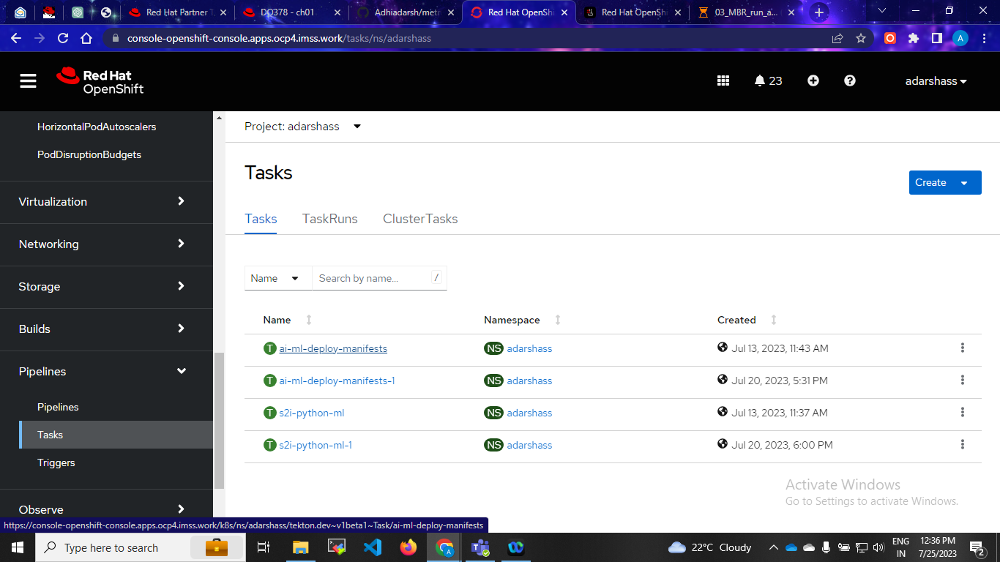 Red Hat Partner T
DO378 - ch01
Adhiadarsh/metr
Red Hat OpenShi
Red Hat OpenShi
03_MBR_run_a...
console-openshift-console.apps.ocp4.imss.work/tasks/ns/adarshass
A
Red Hat
OpenShift
23
adarshass
HorizontalPodAutoscalers
PodDisruptionBudgets
Virtualization
Networking
Storage
Builds
Pipelines
Pipelines
Tasks
Triggers
Observe
Project: adarshass
Tasks
Create
Tasks TaskRuns ClusterTasks
Name Search by name... /
Name Namespace Created
T ai-ml-deploy-manifests NS adarshass Jul 13, 2023, 11:43 AM
T ai-ml-deploy-manifests-1 NS adarshass Jul 20, 2023, 5:31 PM
T s2i-python-ml NS adarshass Jul 13, 2023, 11:37 AM
T s2i-python-ml-1 NS adarshass Jul 20, 2023, 6:00 PM
Activate Windows
Go to Settings to activate Windows.
https://console-openshift-console.apps.ocp4.imss.work/k8s/ns/adarshass/tekton.dev~v1beta1~Task/ai-ml-deploy-manifests
Type here to search
22°C Cloudy
ENG
IN
12:36 PM
7/25/2023
2